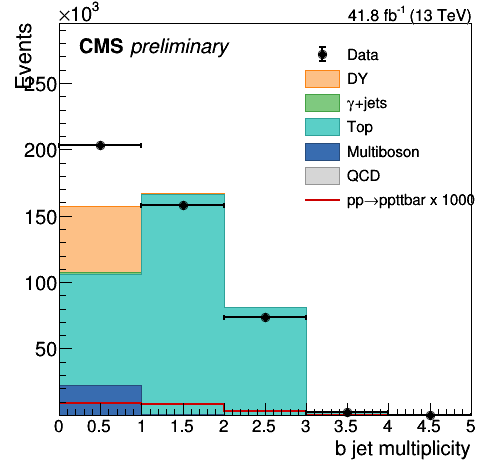 ×10³
41.8 fb⁻¹ (13 TeV)
CMS preliminary
Events
Data
DY
γ+jets
Top
Multiboson
QCD
pp→ppttbar x 1000
250
200
150
100
50
0 0.5 1 1.5 2 2.5 3 3.5 4 4.5 5
b jet multiplicity